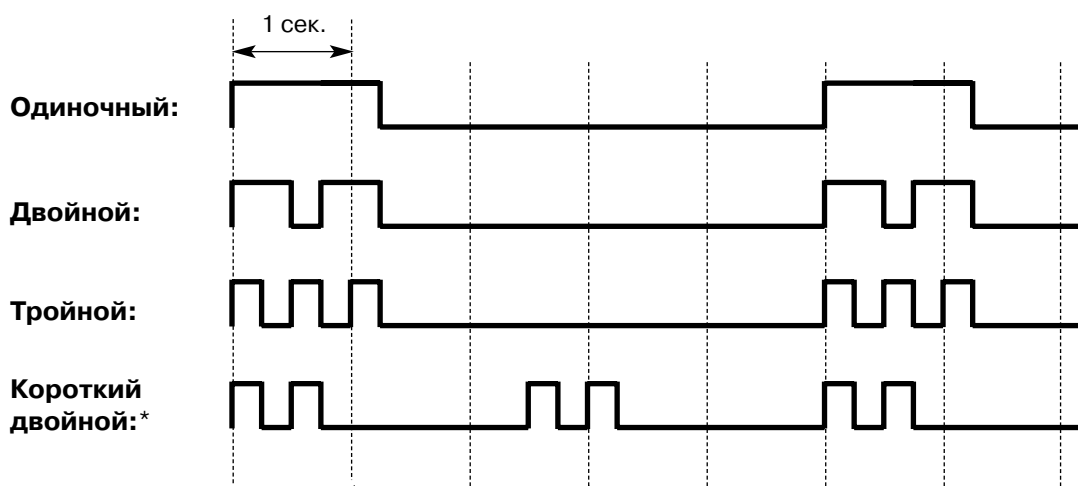 1 сек.
Одиночный:
Двойной:
Тройной:
Короткий
двойной:*